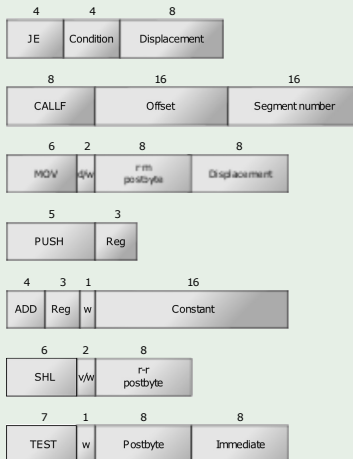 4 4 8
JE Condition Displacement
8 16 16
CALLF Offset Segment number
6 2 8 8
MOV d/w r-m postbyte Displacement
5 3
PUSH Reg
4 3 1 16
ADD Reg w Constant
6 2 8
SHL v/w r-r postbyte
7 1 8 8
TEST w Postbyte Immediate